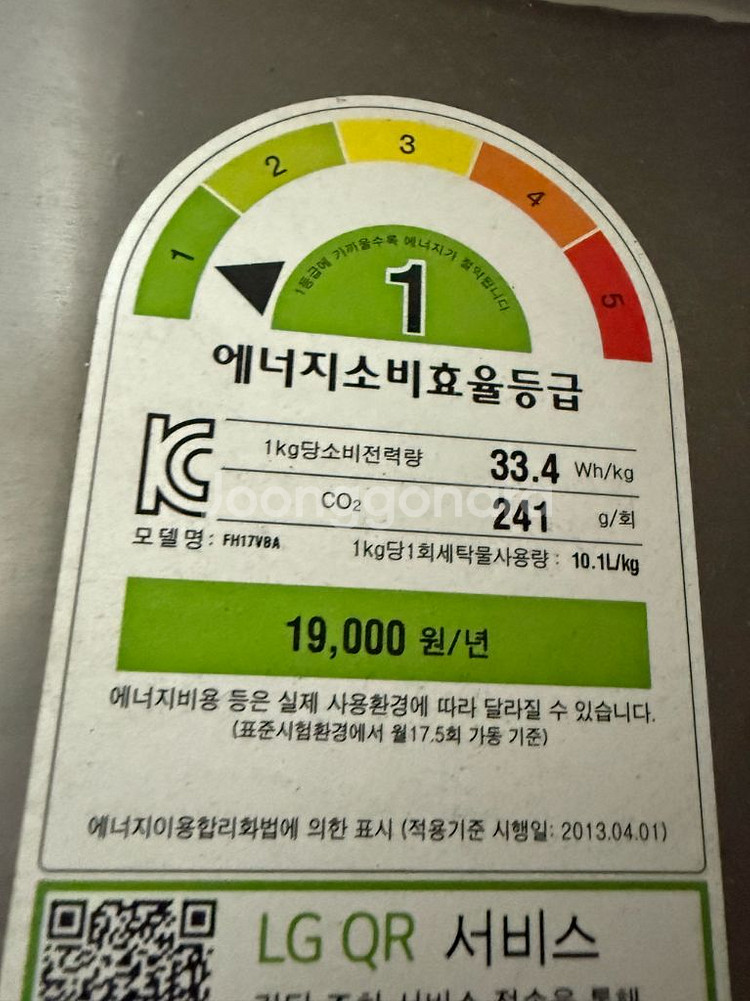 1 2 3 4 5
1등급에 가까울수록 에너지가 절약됩니다
1
에너지소비효율등급
1kg당소비전력량 33.4 Wh/kg
CO₂ 241 g/회
joonggonara
모델명: FH17VBA 1kg당1회세탁물사용량 : 10.1L/kg
19,000 원/년
에너지비용 등은 실제 사용환경에 따라 달라질 수 있습니다.
(표준시험환경에서 월17.5회 가동 기준)
에너지이용합리화법에 의한 표시 (적용기준 시행일: 2013.04.01)
LG QR 서비스